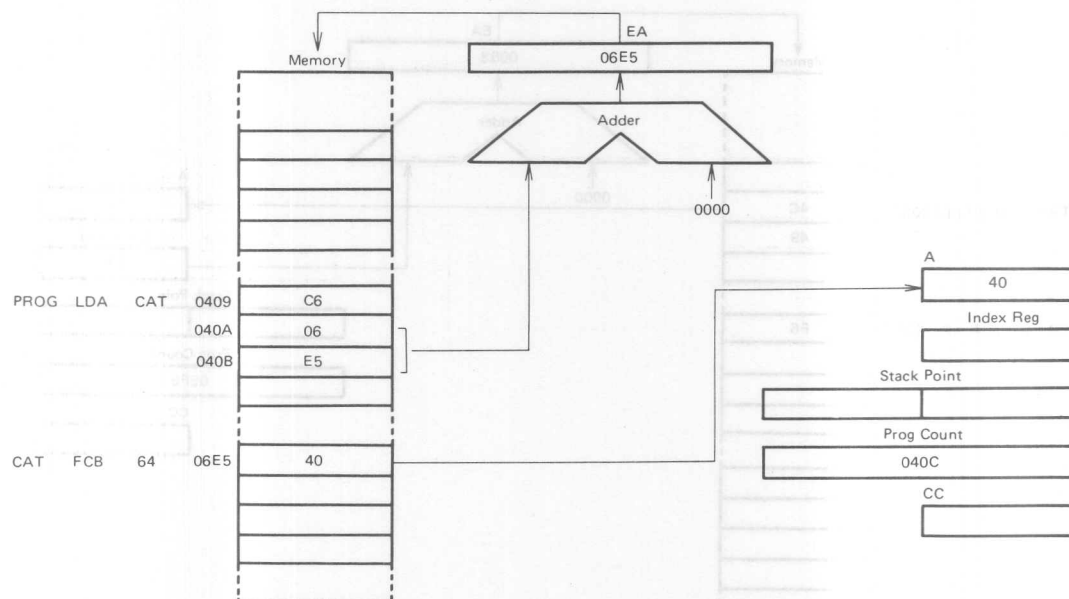 EA
Memory
06E5
Adder
0000
A
PROG LDA CAT 0409 C6
40
040A 06
Index Reg
040B E5
Stack Point
Prog Count
CAT FCB 64 06E5 40
040C
CC